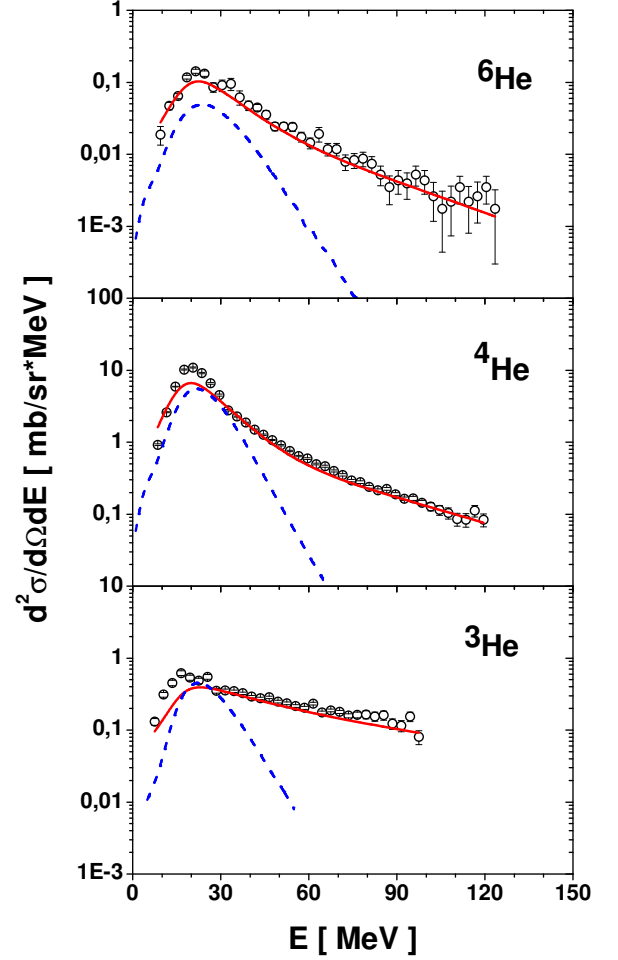 1
0,1
0,01
1E-3
100
10
1
0,1
10
1
0,1
0,01
1E-3
0 30 60 90 120 150
⁶He
⁴He
³He
d²σ/dΩdE [ mb/sr*MeV ]
E [ MeV ]